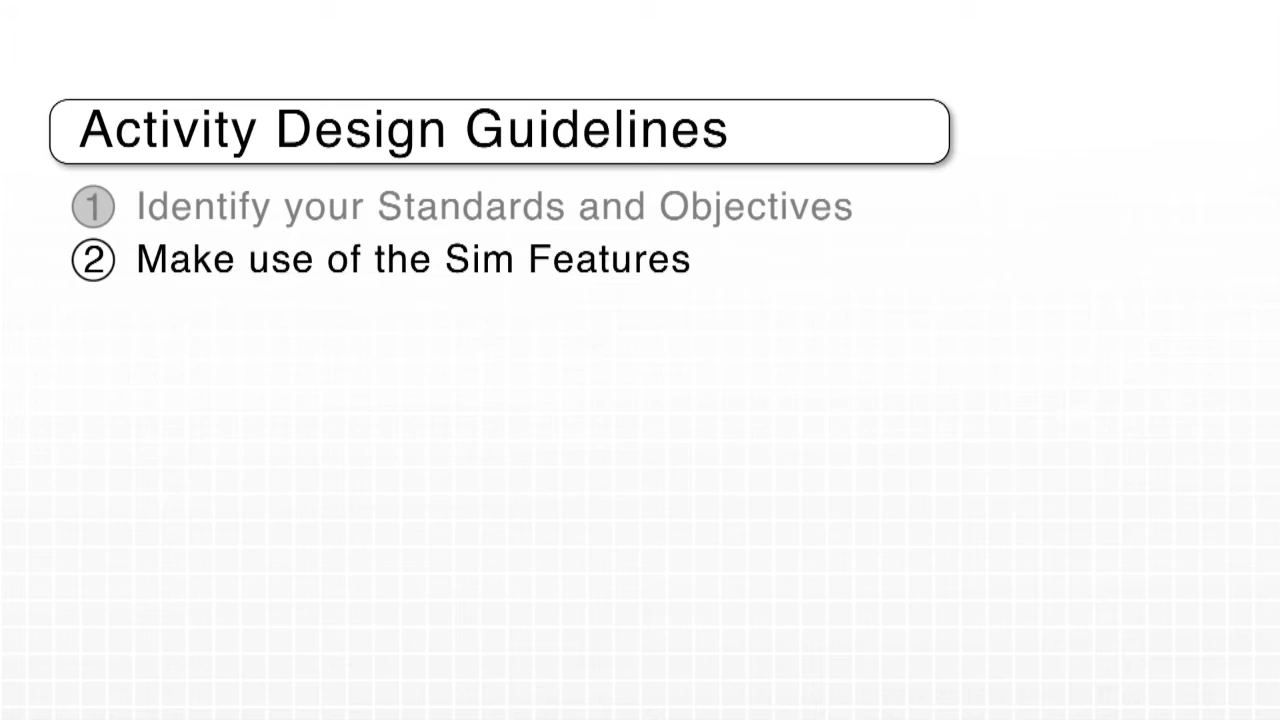 Activity Design Guidelines
1 Identify your Standards and Objectives
2 Make use of the Sim Features